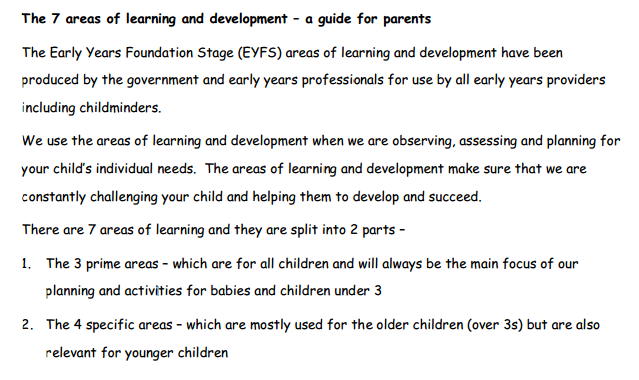 The 7 areas of learning and development – a guide for parents
The Early Years Foundation Stage (EYFS) areas of learning and development have been
produced by the government and early years professionals for use by all early years providers
including childminders.
We use the areas of learning and development when we are observing, assessing and planning for
your child's individual needs.  The areas of learning and development make sure that we are
constantly challenging your child and helping them to develop and succeed.
There are 7 areas of learning and they are split into 2 parts –
1. The 3 prime areas – which are for all children and will always be the main focus of our
planning and activities for babies and children under 3
2. The 4 specific areas – which are mostly used for the older children (over 3s) but are also
relevant for younger children